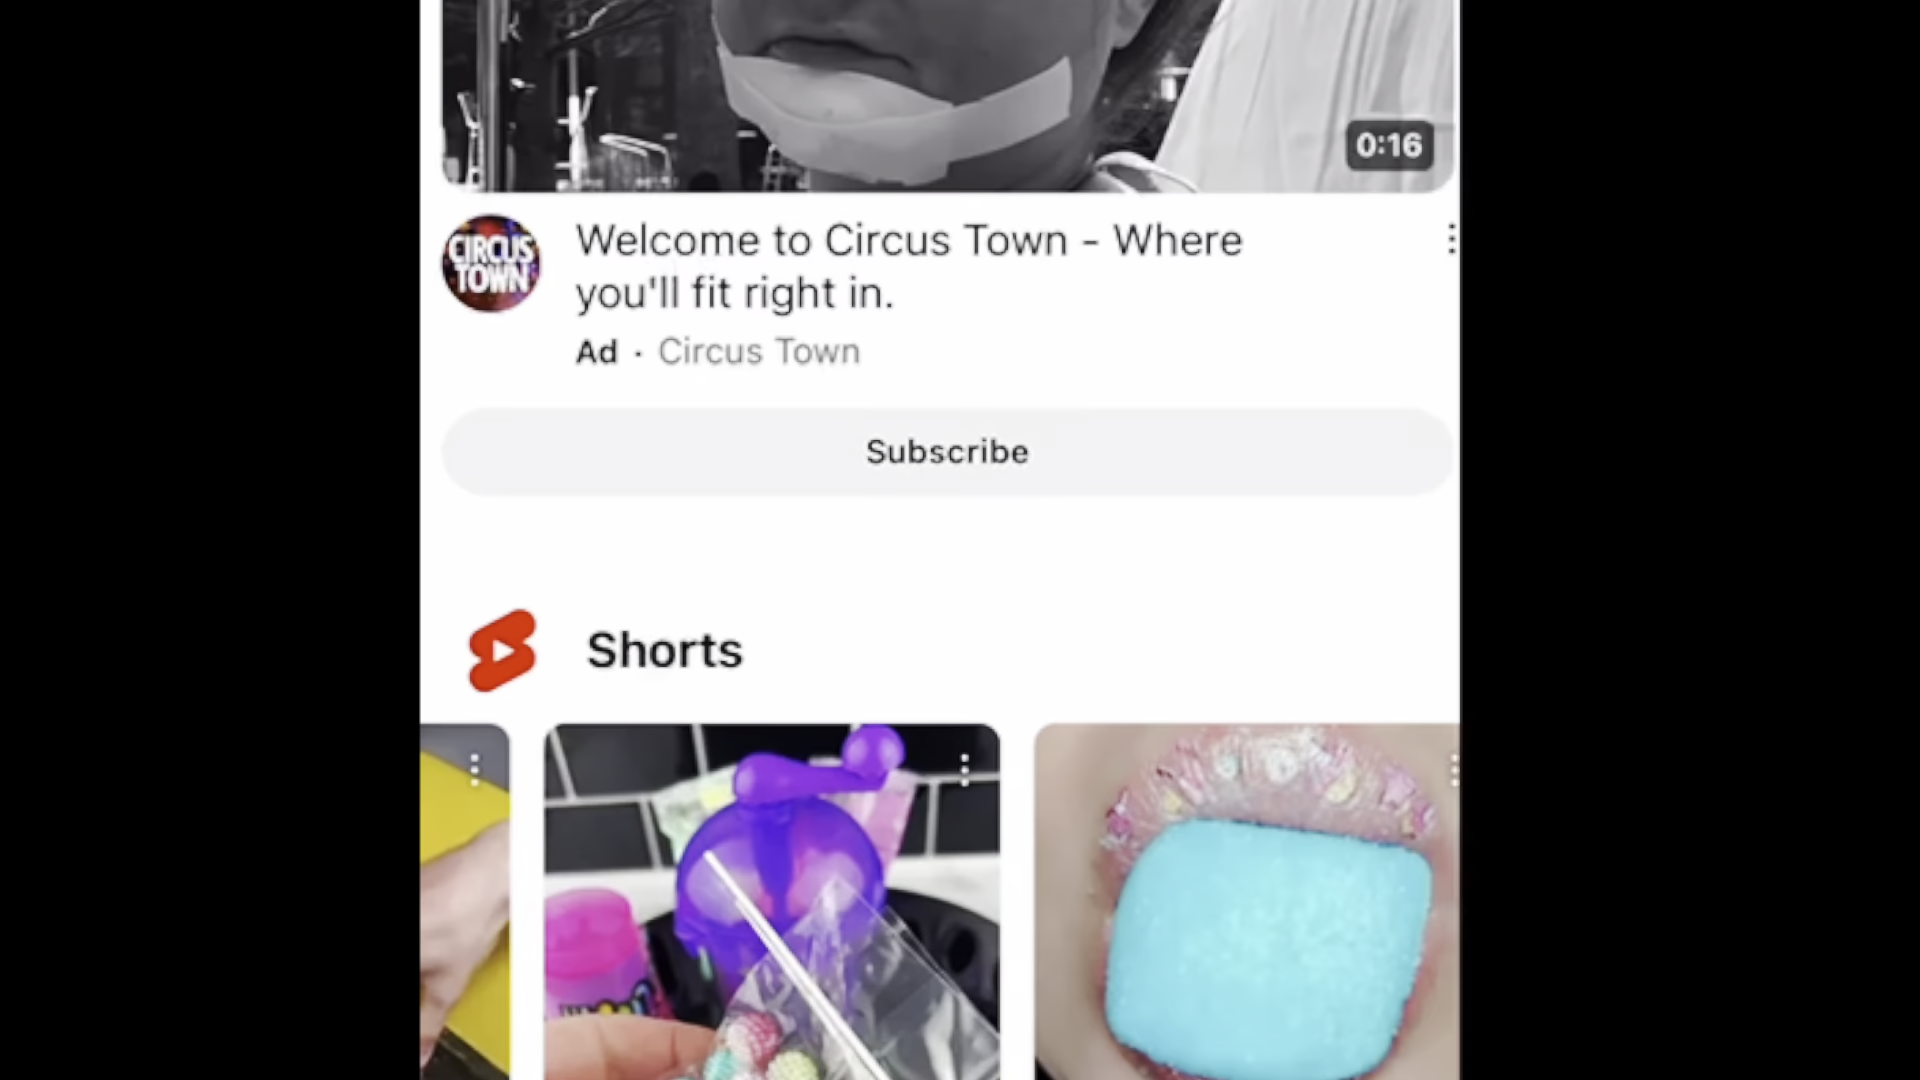 0:16
CIRCUS
TOWN
Welcome to Circus Town - Where
you'll fit right in.
Ad · Circus Town
Subscribe
Shorts